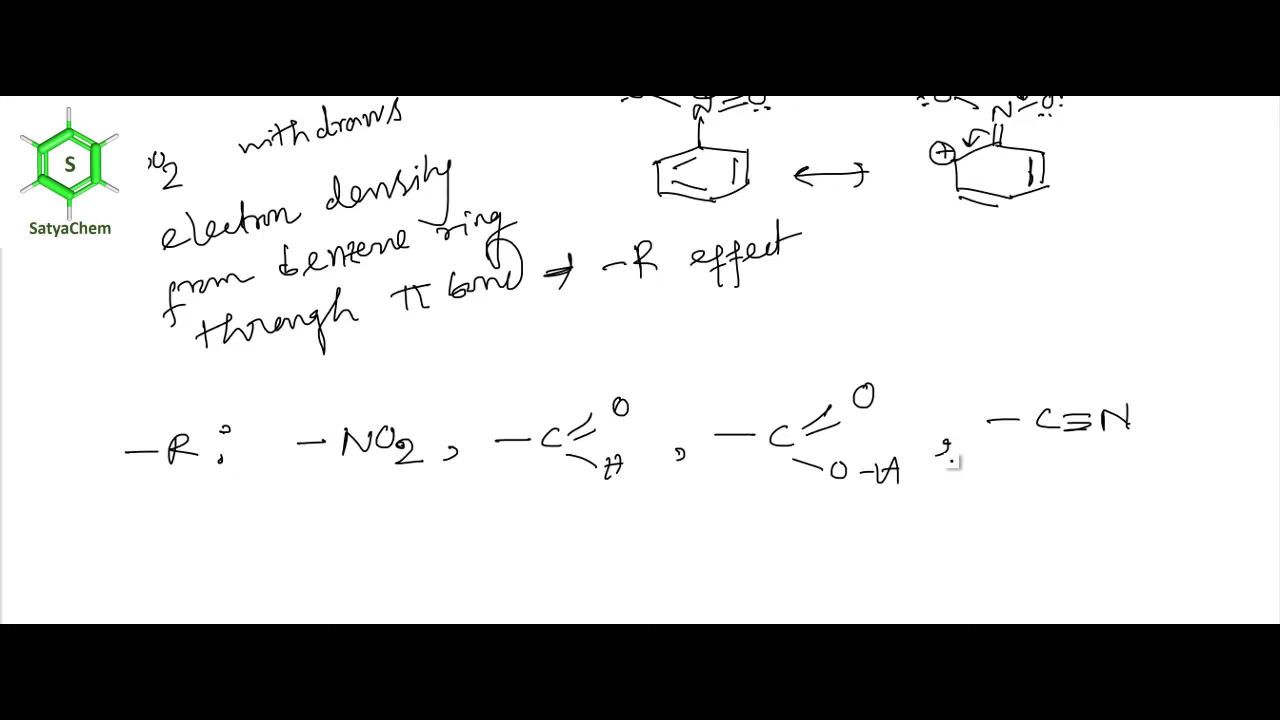 S
SatyaChem
O2 withdraws
electron density
from benzene ring
through π bond → -R effect
N O
O N O
⊕
-R : -NO2 , -C=O-H , -C=O-O-H , -C≡N